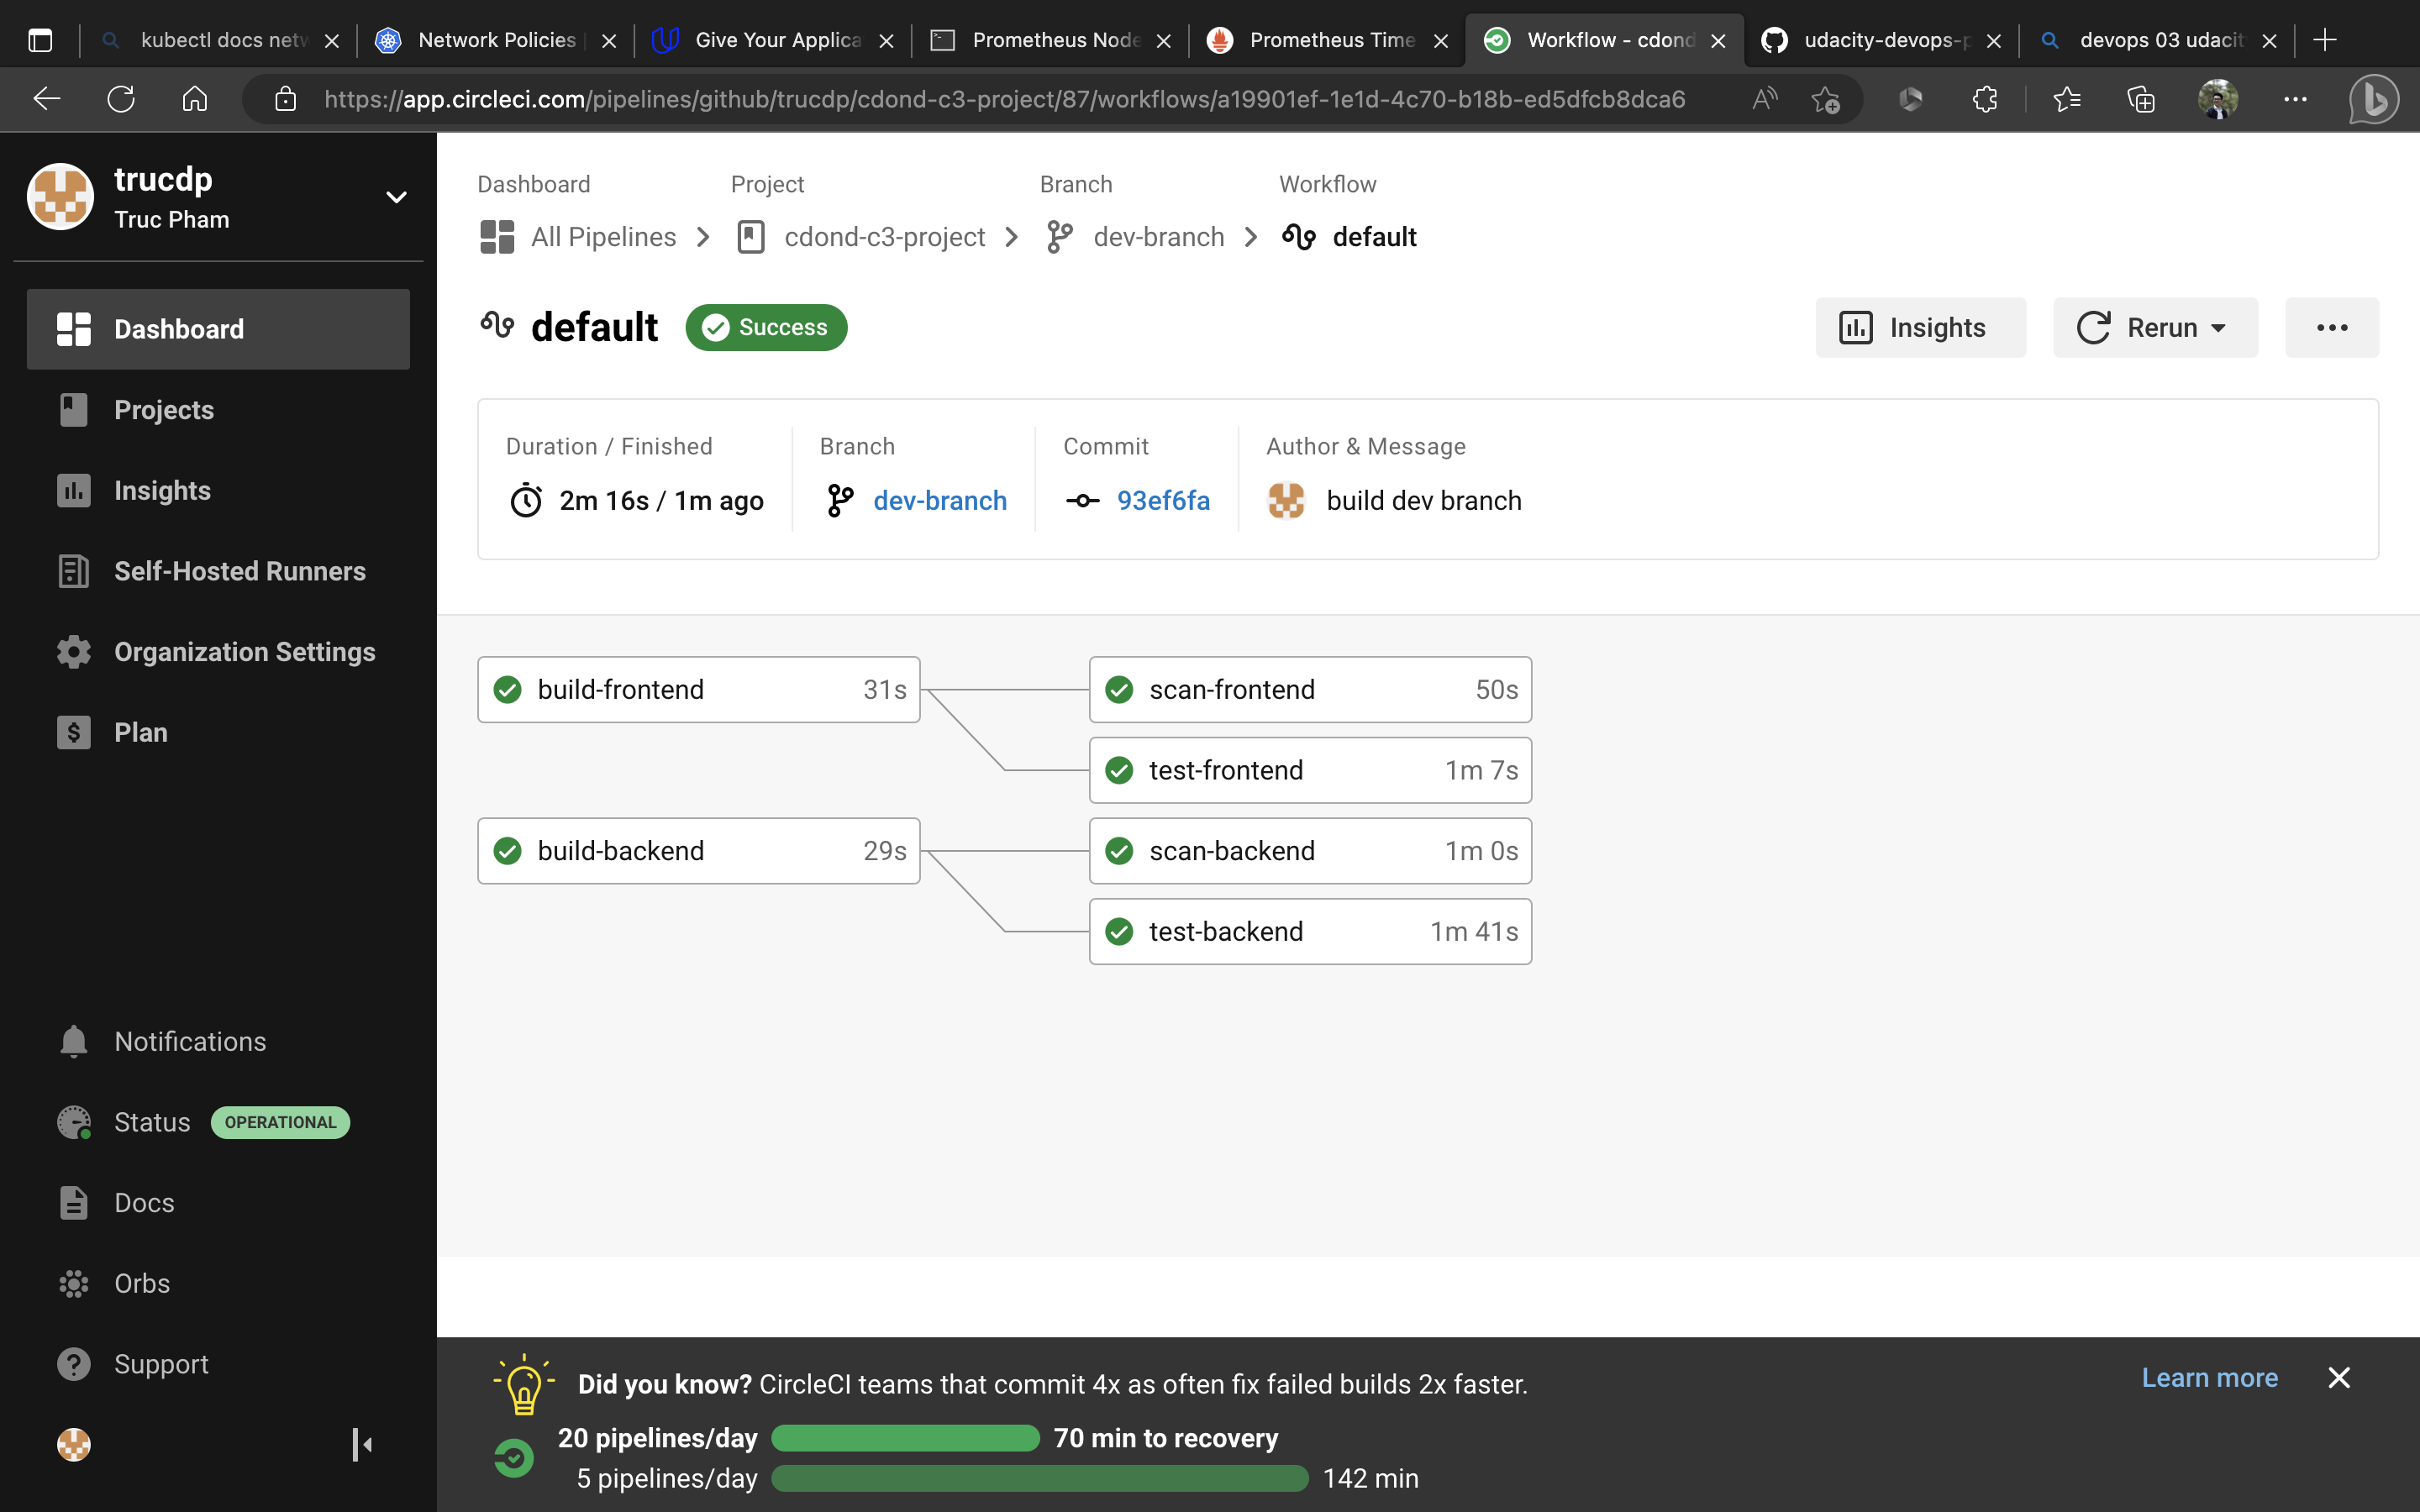 kubectl docs netw
Network Policies
Give Your Applica
Prometheus Node
Prometheus Time
Workflow - cdond
udacity-devops-p
devops 03 udacit
https://app.circleci.com/pipelines/github/trucdp/cdond-c3-project/87/workflows/a19901ef-1e1d-4c70-b18b-ed5dfcb8dca6
trucdp
Truc Pham
Dashboard
Projects
Insights
Self-Hosted Runners
Organization Settings
Plan
Notifications
Status OPERATIONAL
Docs
Orbs
Support
Dashboard Project Branch Workflow
All Pipelines cdond-c3-project dev-branch default
default Success
Insights Rerun
Duration / Finished Branch Commit Author & Message
2m 16s / 1m ago dev-branch 93ef6fa build dev branch
build-frontend 31s scan-frontend 50s
test-frontend 1m 7s
build-backend 29s scan-backend 1m 0s
test-backend 1m 41s
Did you know? CircleCI teams that commit 4x as often fix failed builds 2x faster.
Learn more
20 pipelines/day 70 min to recovery
5 pipelines/day 142 min